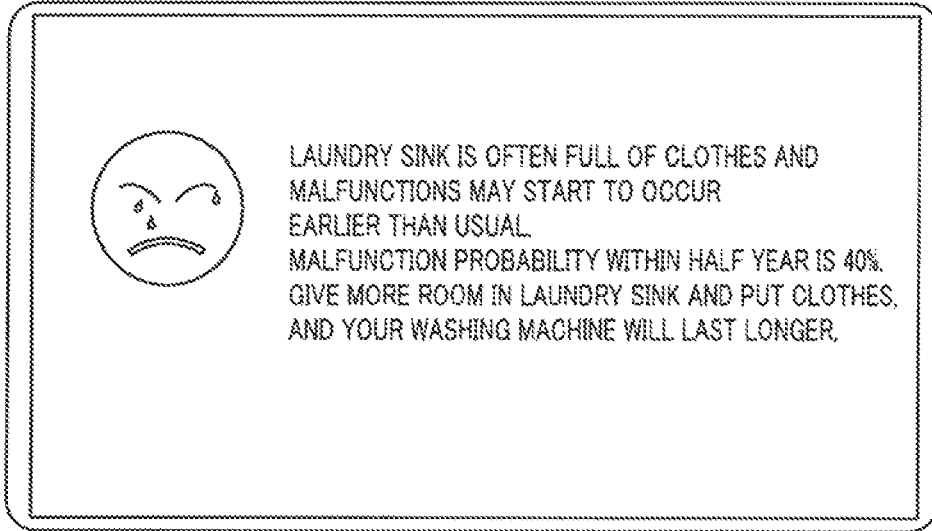 LAUNDRY SINK IS OFTEN FULL OF CLOTHES AND
MALFUNCTIONS MAY START TO OCCUR
EARLIER THAN USUAL.
MALFUNCTION PROBABILITY WITHIN HALF YEAR IS 40%.
GIVE MORE ROOM IN LAUNDRY SINK AND PUT CLOTHES,
AND YOUR WASHING MACHINE WILL LAST LONGER.